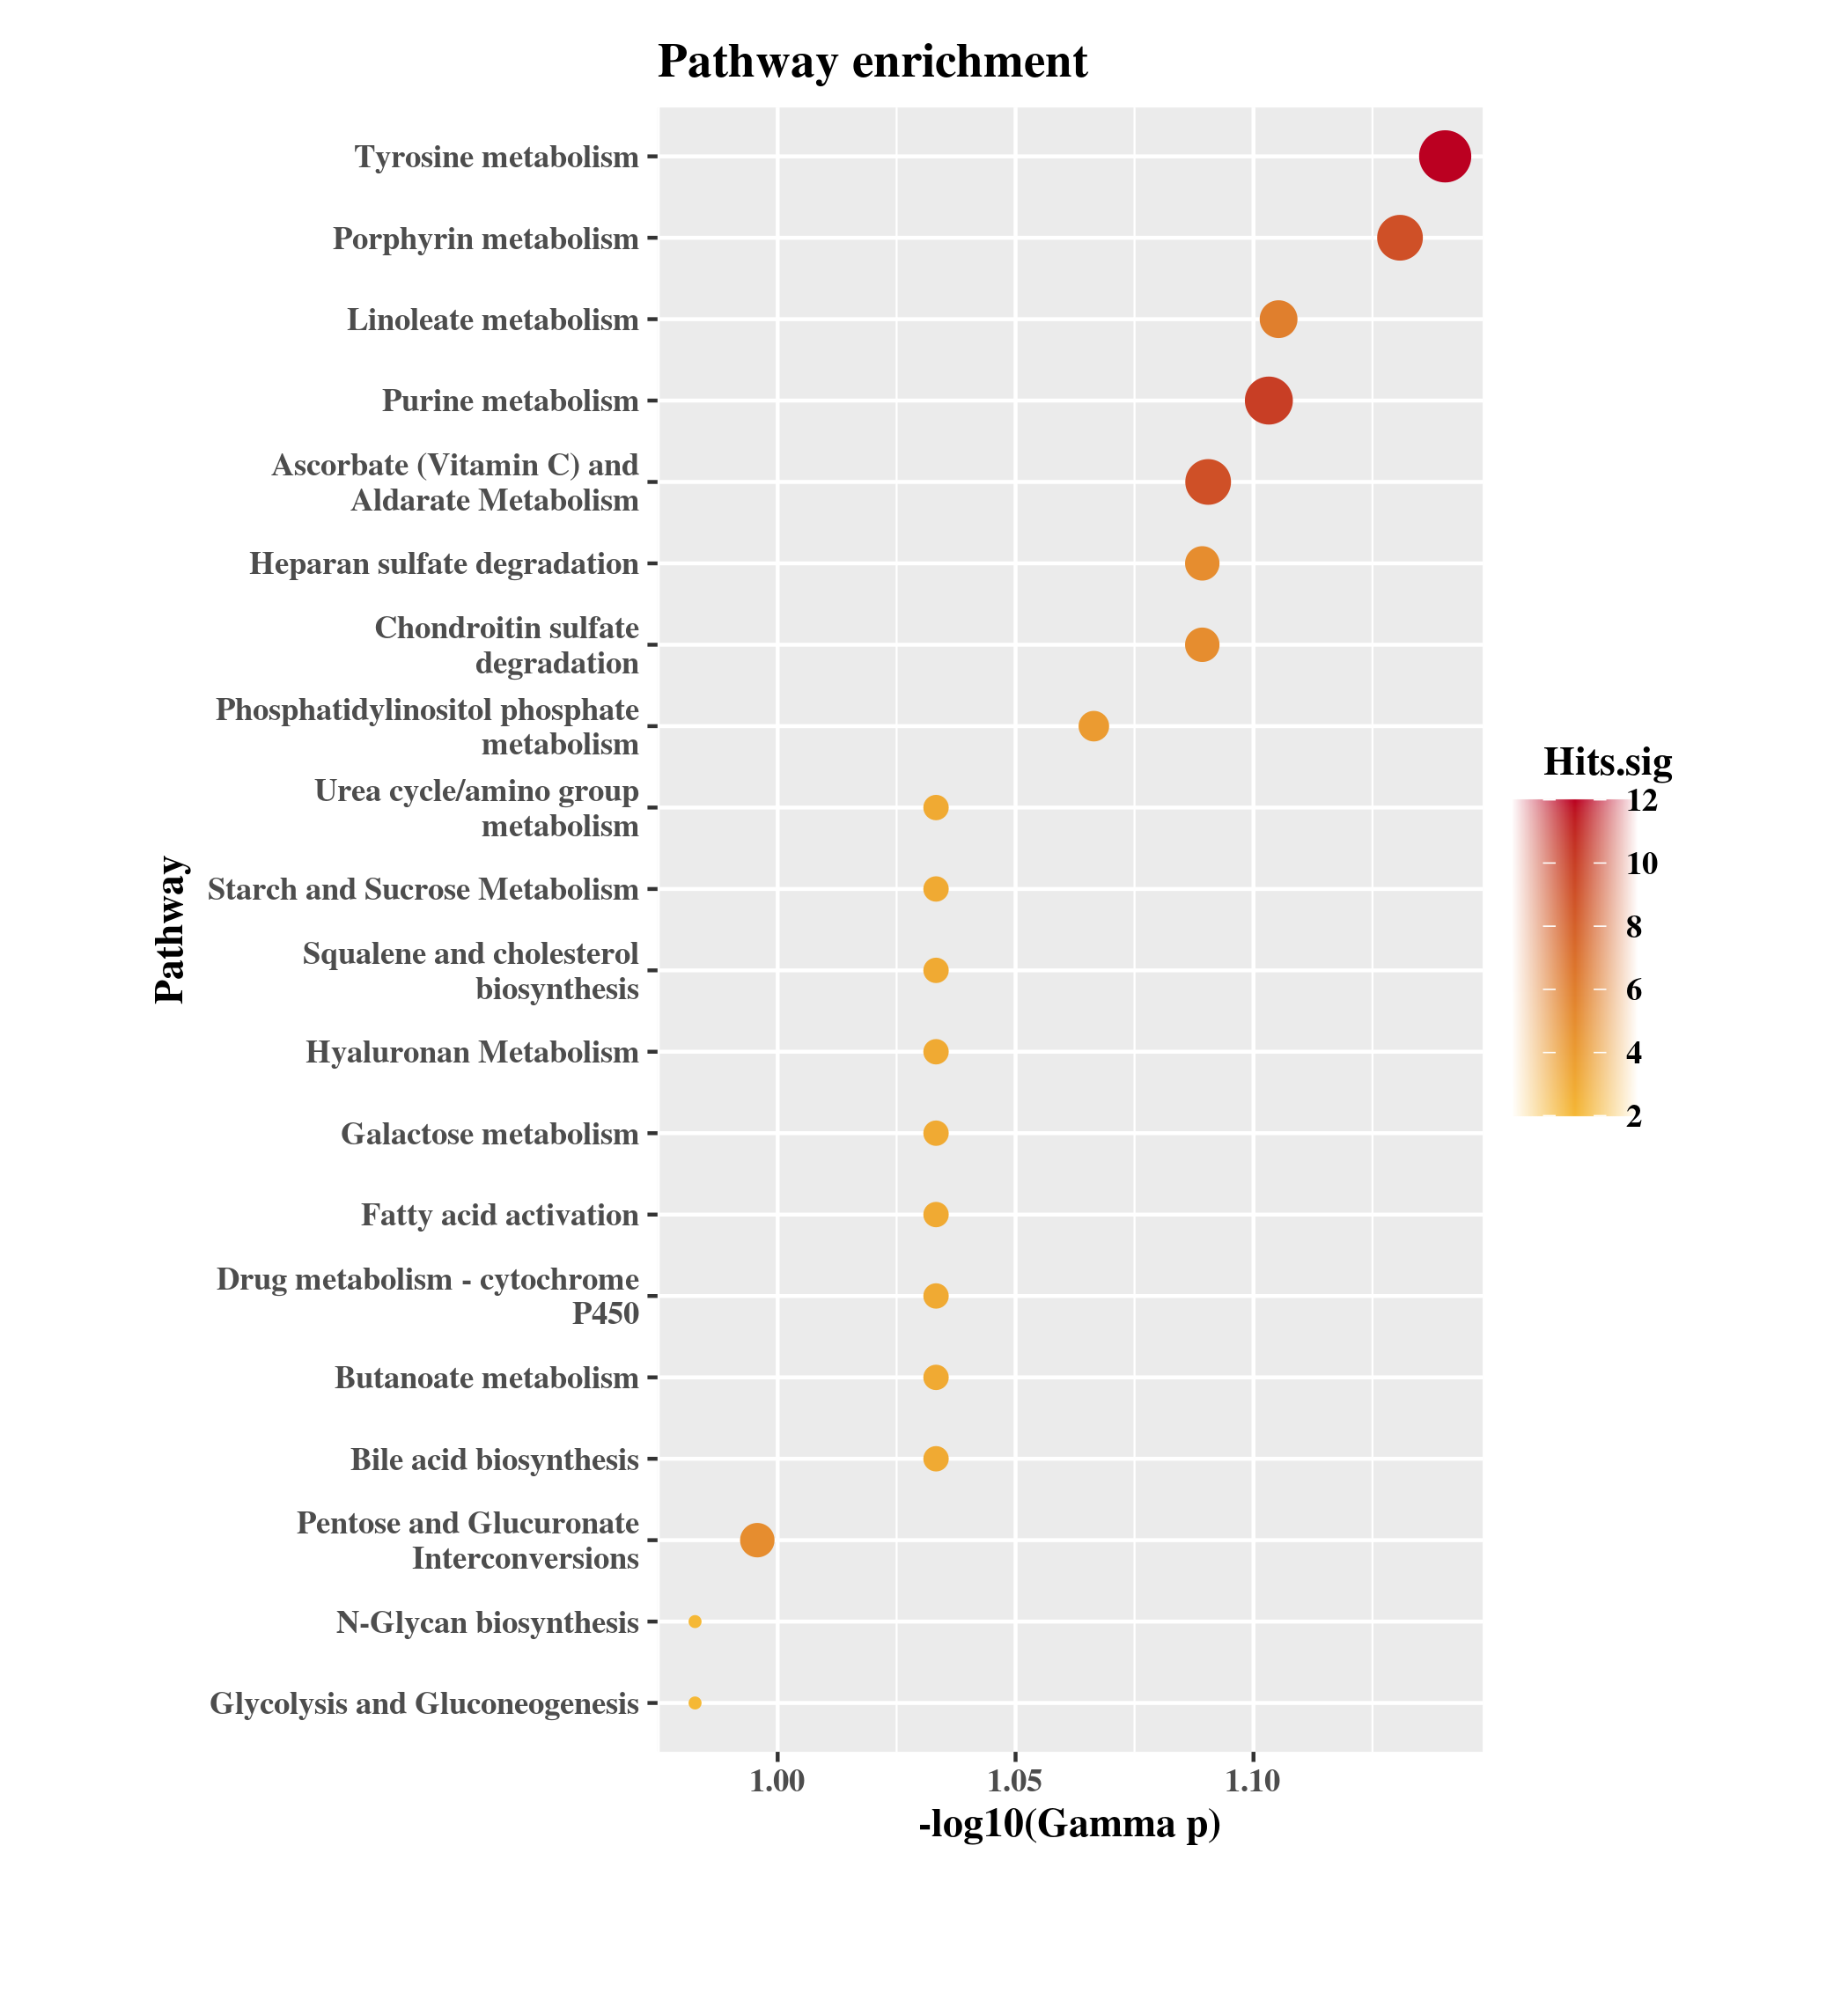 Pathway enrichment
Tyrosine metabolism
Porphyrin metabolism
Linoleate metabolism
Purine metabolism
Ascorbate (Vitamin C) and
Aldarate Metabolism
Heparan sulfate degradation
Chondroitin sulfate
degradation
Phosphatidylinositol phosphate
metabolism
Urea cycle/amino group
metabolism
Starch and Sucrose Metabolism
Squalene and cholesterol
biosynthesis
Hyaluronan Metabolism
Galactose metabolism
Fatty acid activation
Drug metabolism - cytochrome
P450
Butanoate metabolism
Bile acid biosynthesis
Pentose and Glucuronate
Interconversions
N-Glycan biosynthesis
Glycolysis and Gluconeogenesis
Pathway
1.00
1.05
1.10
-log10(Gamma p)
Hits.sig
12
10
8
6
4
2